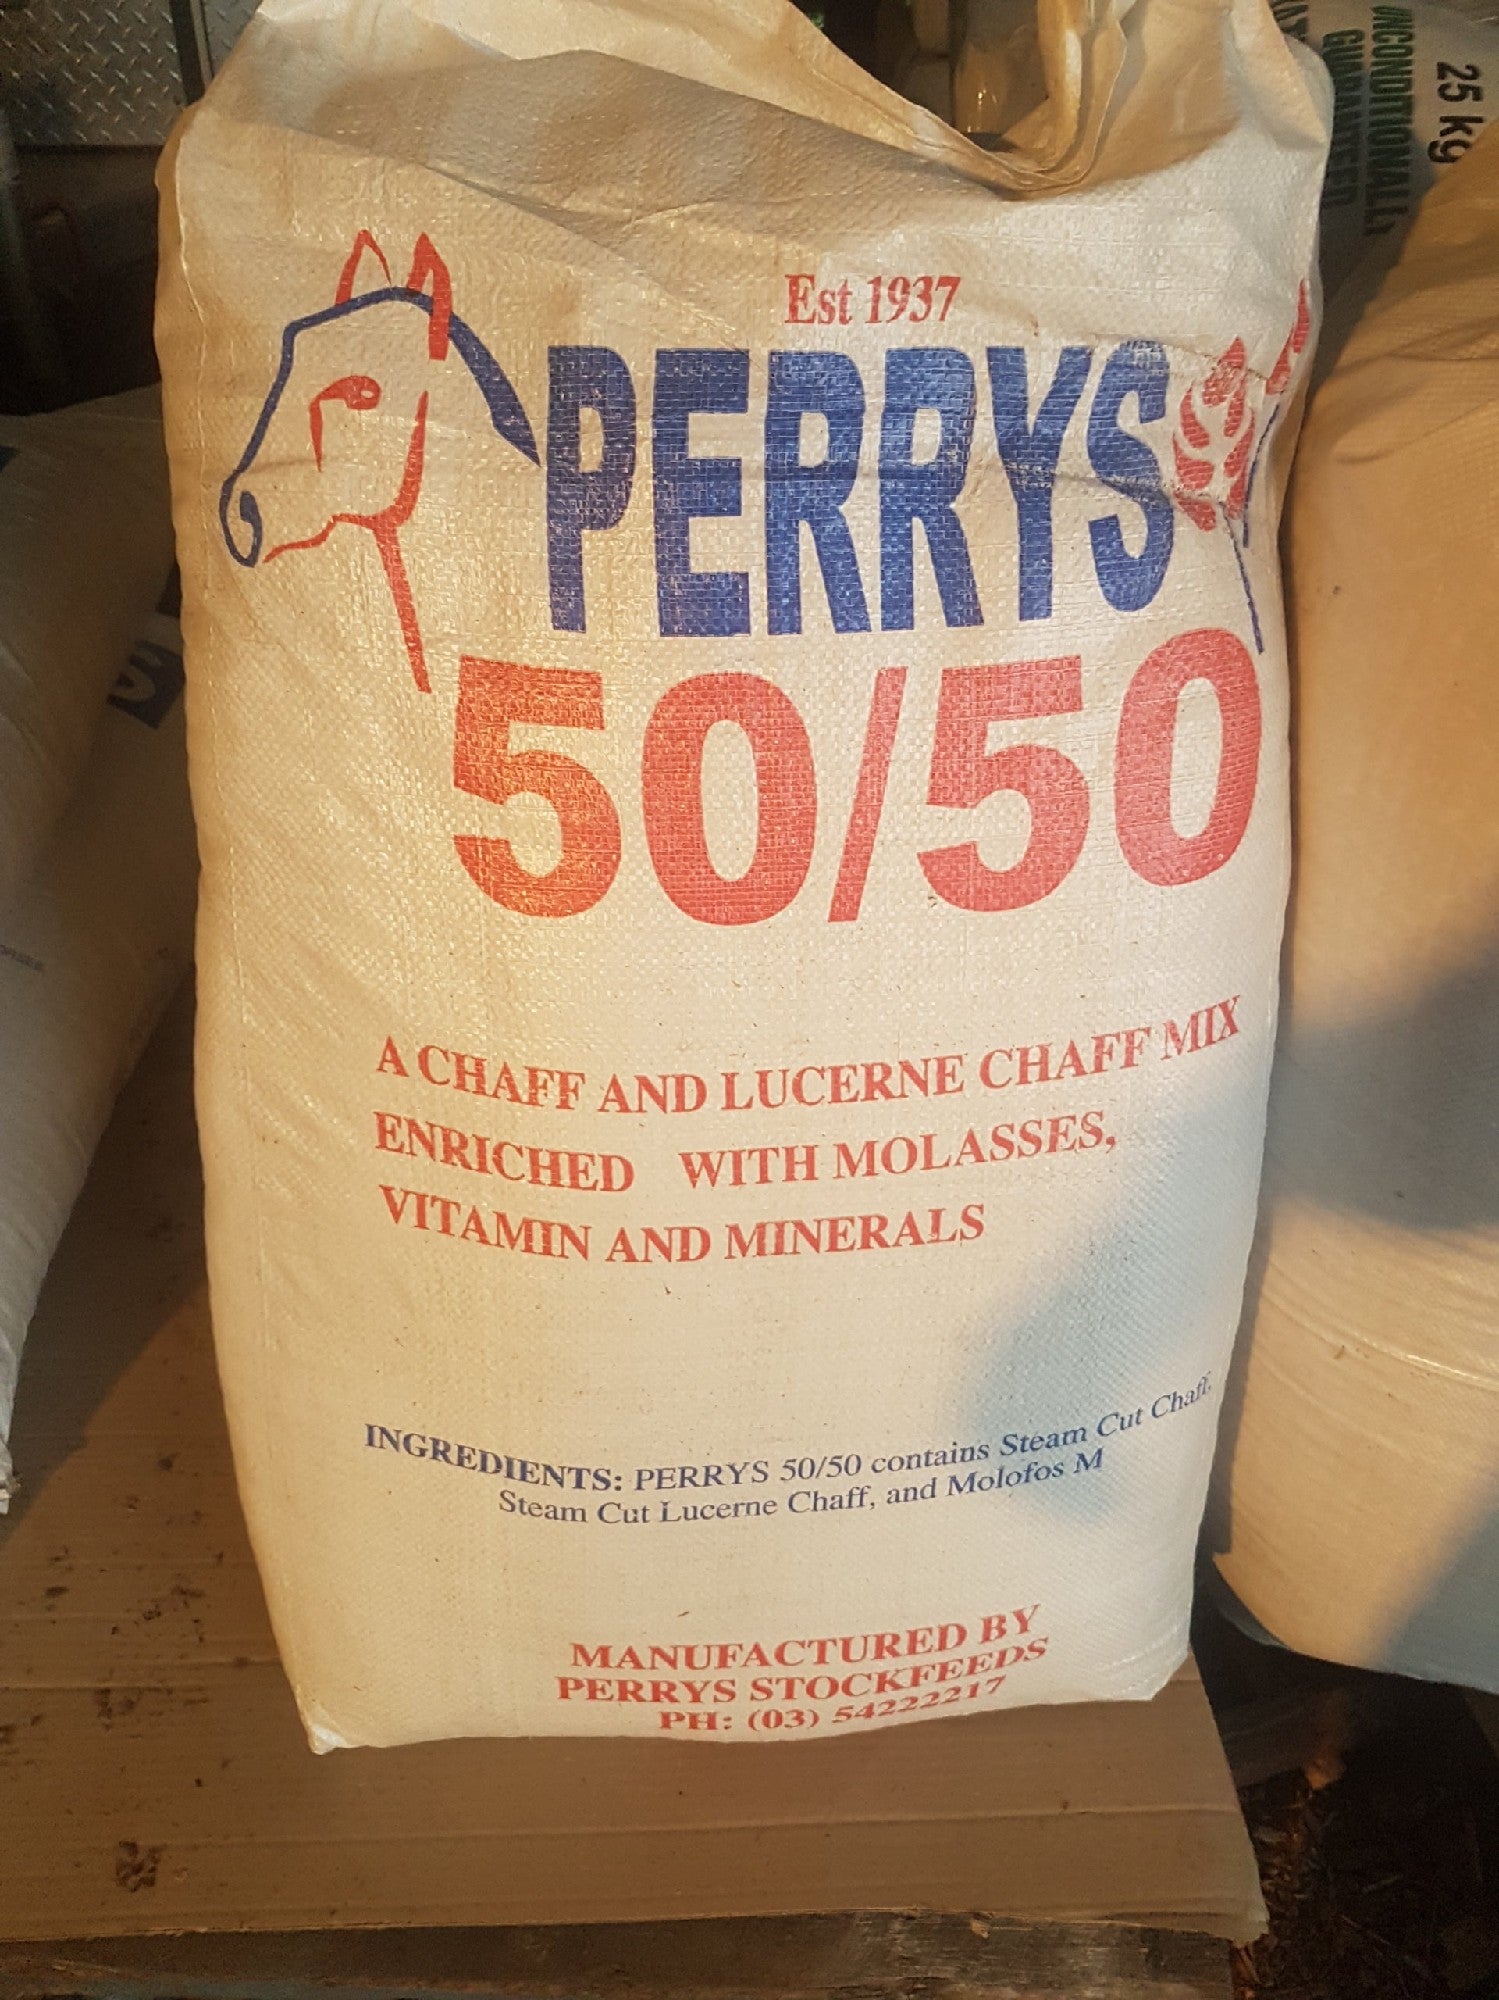 Est 1937
PERRYS
50/50
A CHAFF AND LUCERNE CHAFF MIX
ENRICHED WITH MOLASSES,
VITAMIN AND MINERALS
INGREDIENTS: PERRYS 50/50 contains Steam Cut Chaff,
Steam Cut Lucerne Chaff, and Molofos M
MANUFACTURED BY
PERRYS STOCKFEEDS
PH: (03) 54222217
25 kg